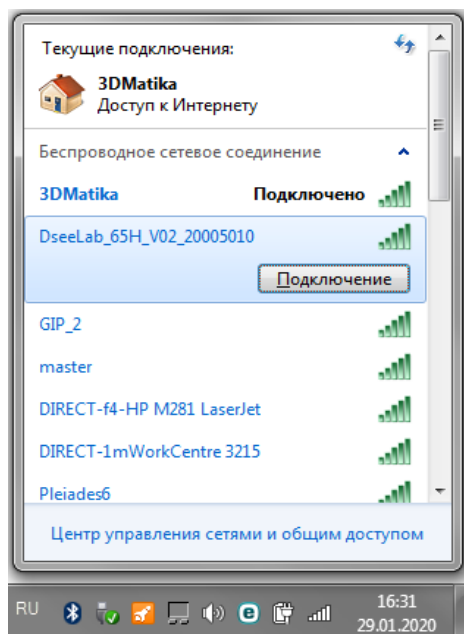 Текущие подключения:
3DMatika
Доступ к Интернету
Беспроводное сетевое соединение
3DMatika Подключено
DseeLab_65H_V02_20005010
Подключение
GIP_2
master
DIRECT-f4-HP M281 LaserJet
DIRECT-1mWorkCentre 3215
Pleiades6
Центр управления сетями и общим доступом
RU
16:31
29.01.2020